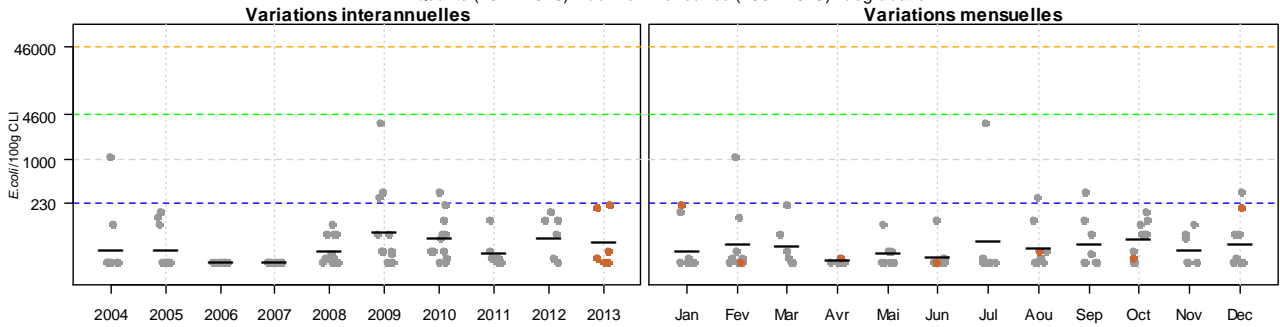 Variations interannuelles
Variations mensuelles
E.coli/100g CLI
46000
4600
1000
230
2004 2005 2006 2007 2008 2009 2010 2011 2012 2013
Jan Fev Mar Avr Mai Jun Jul Aou Sep Oct Nov Dec